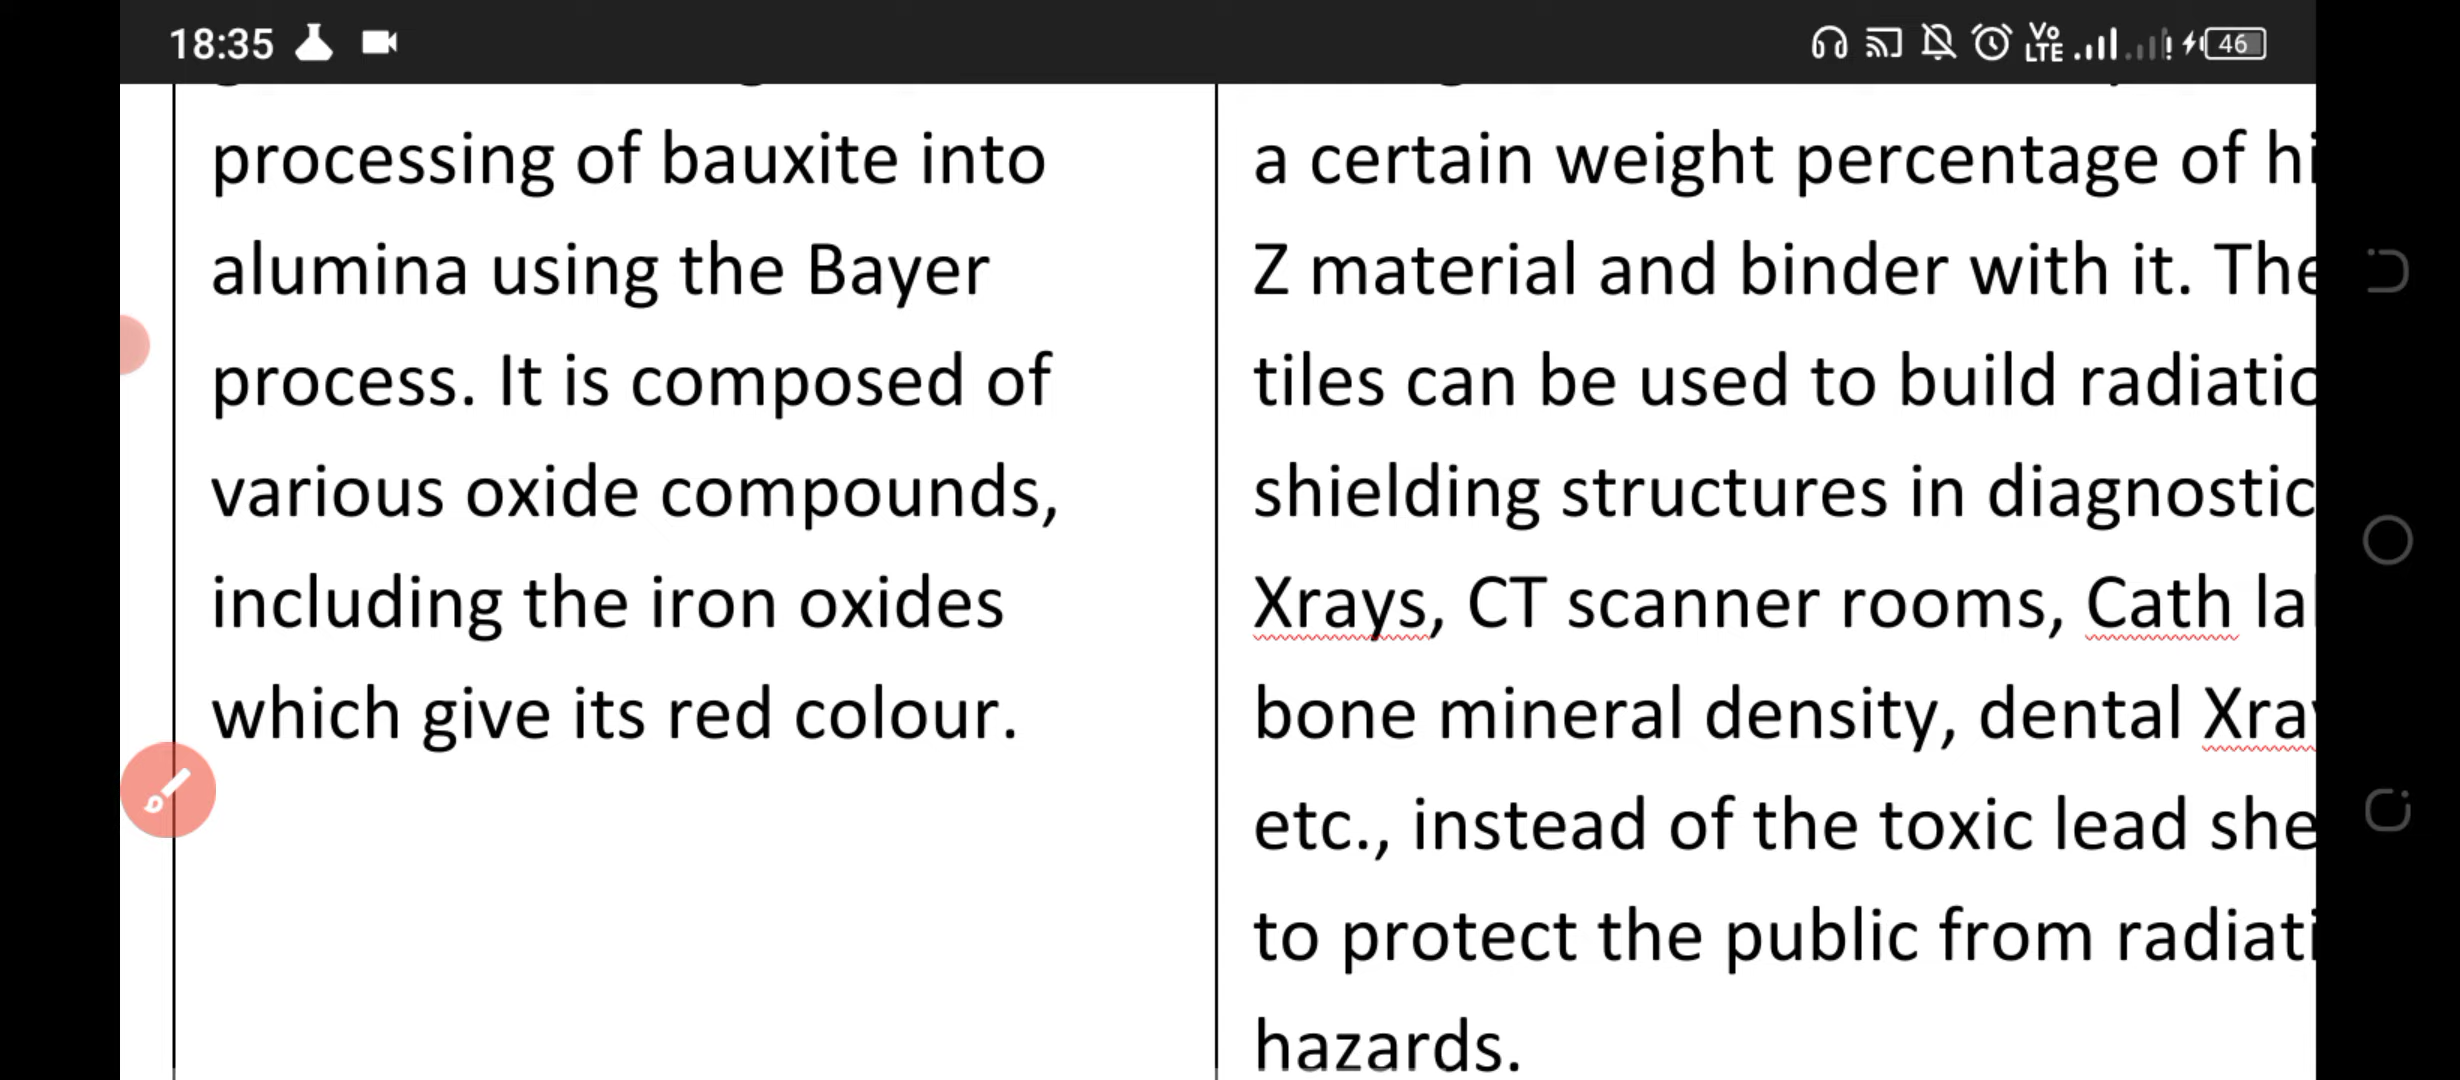 18:35
Vo
LTE
46
processing of bauxite into
alumina using the Bayer
process. It is composed of
various oxide compounds,
including the iron oxides
which give its red colour.
a certain weight percentage of
Z material and binder with it.
tiles can be used to build
shielding structures in diagnostic
Xrays, CT scanner rooms, Cath
bone mineral density, dental
etc., instead of the toxic lead
to protect the public from
hazards.